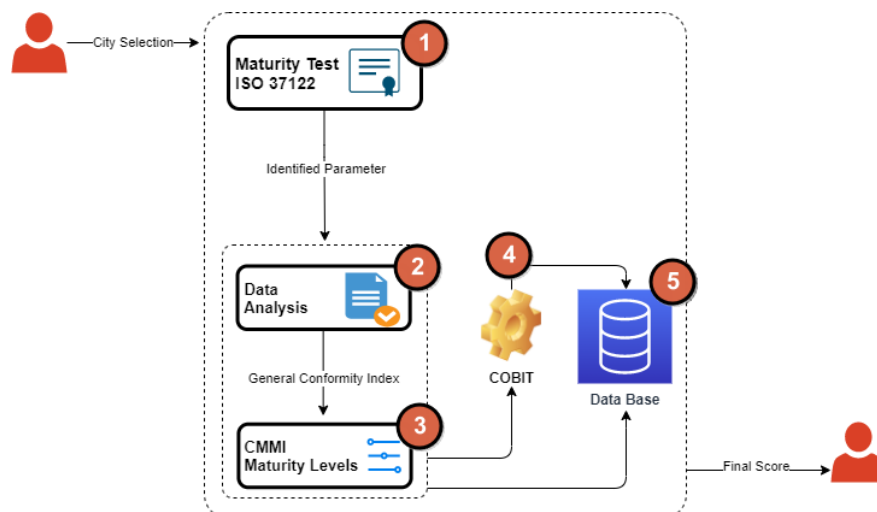 City Selection
1
Maturity Test
ISO 37122
Identified Parameter
2
Data
Analysis
General Conformity Index
3
CMMI
Maturity Levels
4
COBIT
5
Data Base
Final Score